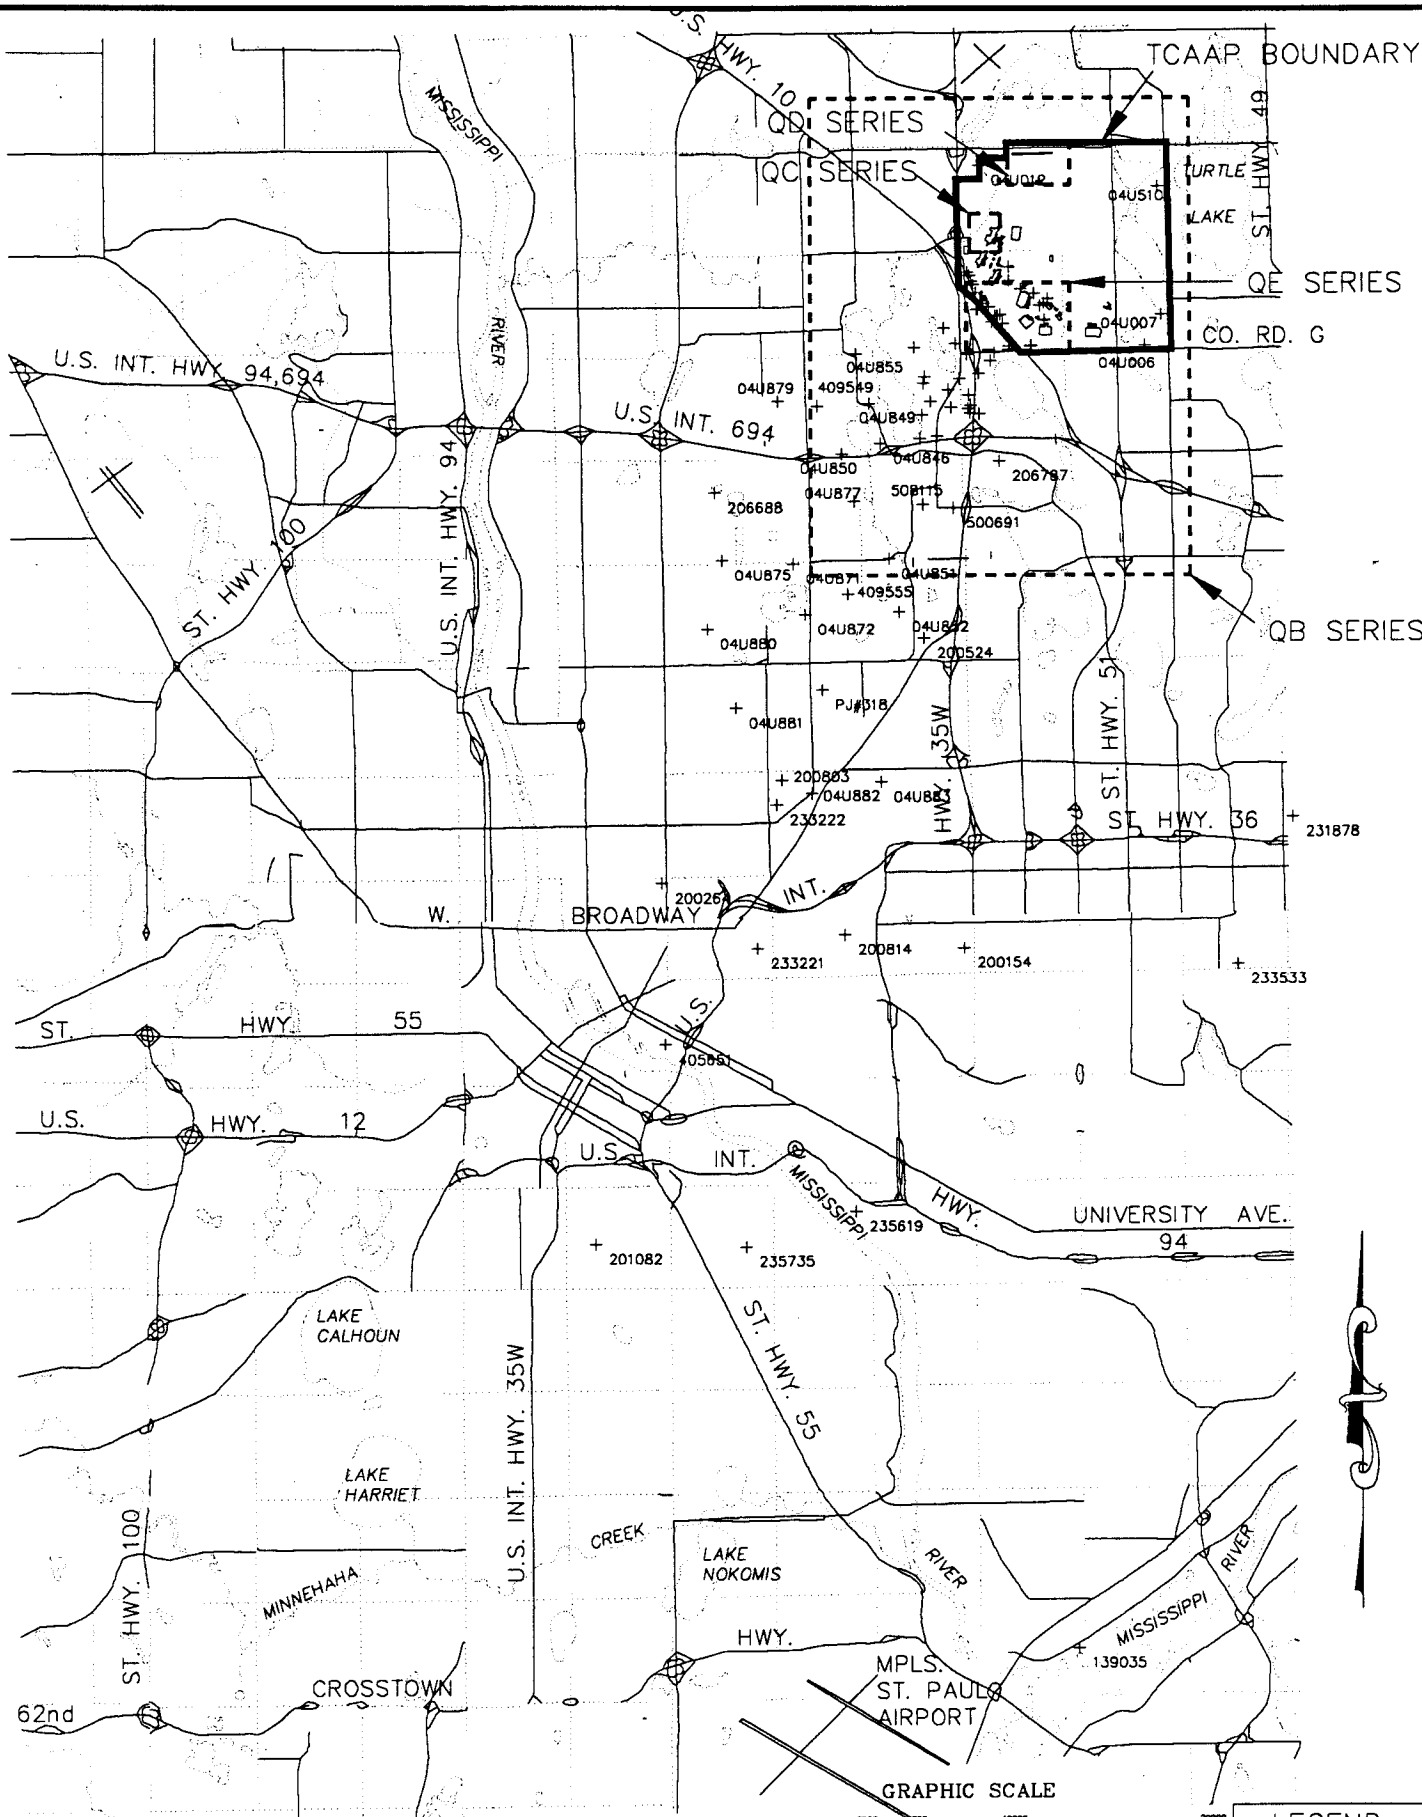 U.S. HWY. 10
TCAAP BOUNDARY
MISSISSIPPI
QD SERIES
ST. HWY 49
QC SERIES
TURTLE
LAKE
04U510
QE SERIES
RIVER
04U007
CO. RD. G
04U006
U.S. INT. HWY. 94,694
04U855
04U879
409549
U.S. INT. 694
04U849
04U850
04U846
206787
U.S. INT. HWY. 94
206688
04U877
508115
500691
ST. HWY. 100
04U875
04U871
04U851
409555
04U880
04U872
04U852
QB SERIES
200524
PJ#318
04U881
ST. HWY. 51
HWY. 35W
200803
04U882
04U883
233222
ST. HWY. 36
231878
200264
INT.
W. BROADWAY
233221
200814
200154
233533
ST. HWY. 55
U.S.
405651
U.S. HWY. 12
U.S. INT.
MISSISSIPPI
HWY.
235619
UNIVERSITY AVE.
94
201082
235735
LAKE
CALHOUN
ST. HWY. 55
U.S. INT. HWY. 35W
LAKE
HARRIET
CREEK
ST. HWY. 100
LAKE
NOKOMIS
RIVER
RIVER
MINNEHAHA
MISSISSIPPI
HWY.
139035
MPLS.
ST. PAUL
AIRPORT
CROSSTOWN
62nd
GRAPHIC SCALE
LEGEND